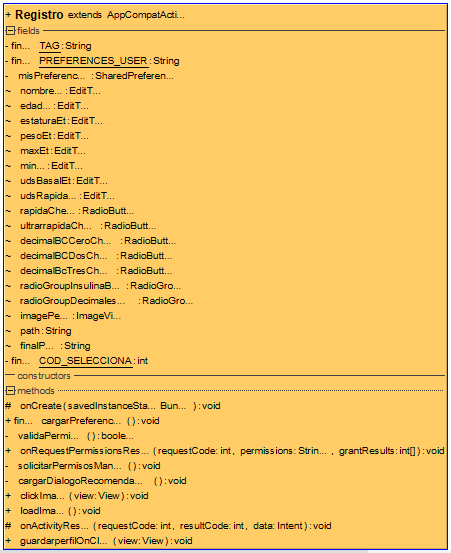 + Registro extends AppCompatActi...
fields
- fin... TAG:String
- fin... PREFERENCES_USER:String
- misPreferenc... :SharedPreferen...
~ nombre... :EditT...
~ edad... :EditT...
~ estaturaEt:EditT...
~ pesoEt:EditT...
~ maxEt:EditT...
~ min... :EditT...
~ udsBasalEt:EditT...
~ udsRapida... :EditT...
~ rapidaChe... :RadioButt...
~ ultrarrapidaCh... :RadioButt...
~ decimalBCCeroCh... :RadioButt...
~ decimalBCDosCh... :RadioButt...
~ decimalBcTresCh... :RadioButt...
~ radioGroupInsulinaB... :RadioGro...
~ radioGroupDecimales... :RadioGro...
~ imagePe... :ImageVi...
~ path:String
~ finalP... :String
- fin... COD_SELECCIONA:int
constructors
methods
# onCreate(savedInstanceSta... Bun... ):void
+ fin... cargarPreferenc... ():void
- validaPermi... ():boole...
+ onRequestPermissionsRes... (requestCode:int, permissions: Strin... , grantResults:int[]):void
- solicitarPermisosMan... ():void
- cargarDialogoRecomenda... ():void
+ clickIma... (view:View):void
+ loadIma... ():void
# onActivityRes... (requestCode:int, resultCode:int, data:Intent):void
+ guardarperfilOnCl... (view:View):void